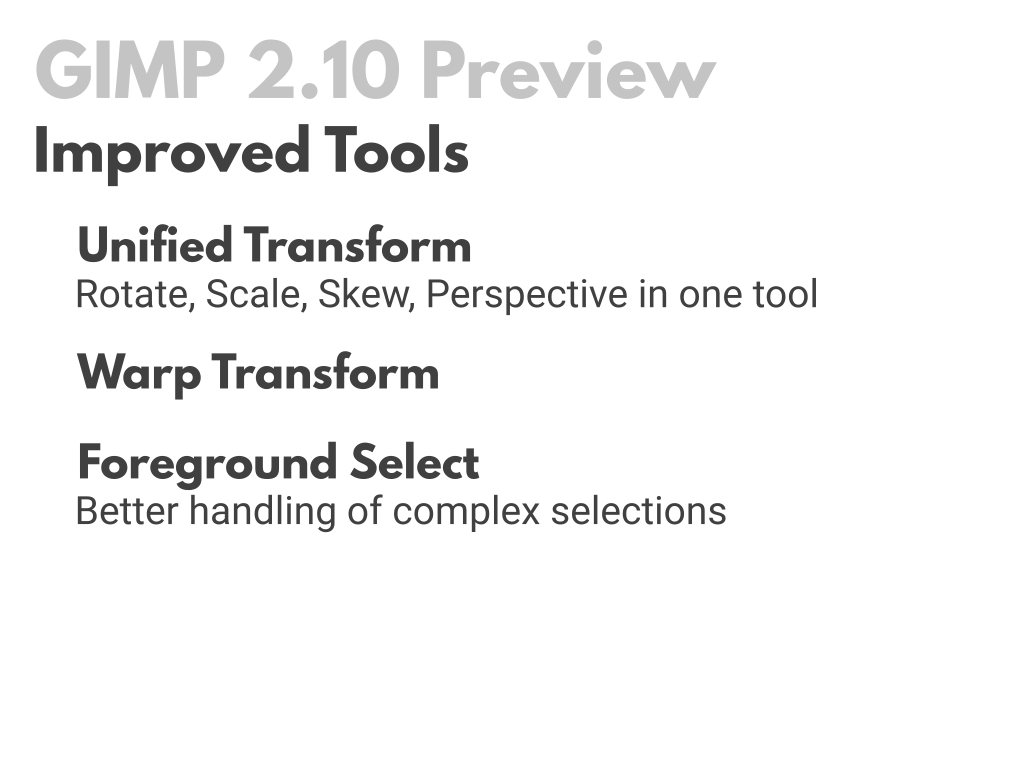 GIMP 2.10 Preview
Improved Tools
Unified Transform
Rotate, Scale, Skew, Perspective in one tool
Warp Transform
Foreground Select
Better handling of complex selections